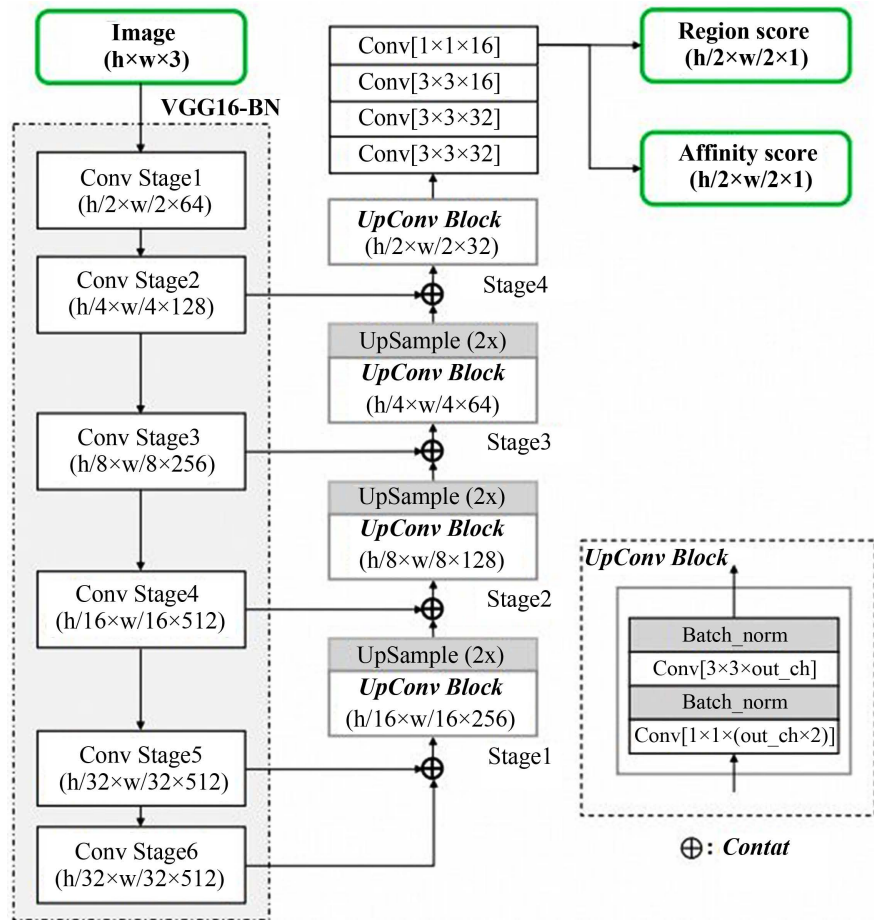 Image
(h×w×3)
VGG16-BN
Conv Stage1
(h/2×w/2×64)
Conv Stage2
(h/4×w/4×128)
Conv Stage3
(h/8×w/8×256)
Conv Stage4
(h/16×w/16×512)
Conv Stage5
(h/32×w/32×512)
Conv Stage6
(h/32×w/32×512)
Conv[1×1×16]
Conv[3×3×16]
Conv[3×3×32]
Conv[3×3×32]
UpConv Block
(h/2×w/2×32)
Stage4
UpSample (2x)
UpConv Block
(h/4×w/4×64)
Stage3
UpSample (2x)
UpConv Block
(h/8×w/8×128)
Stage2
UpSample (2x)
UpConv Block
(h/16×w/16×256)
Stage1
Region score
(h/2×w/2×1)
Affinity score
(h/2×w/2×1)
UpConv Block
Batch_norm
Conv[3×3×out_ch]
Batch_norm
Conv[1×1×(out_ch×2)]
⊕: Contat